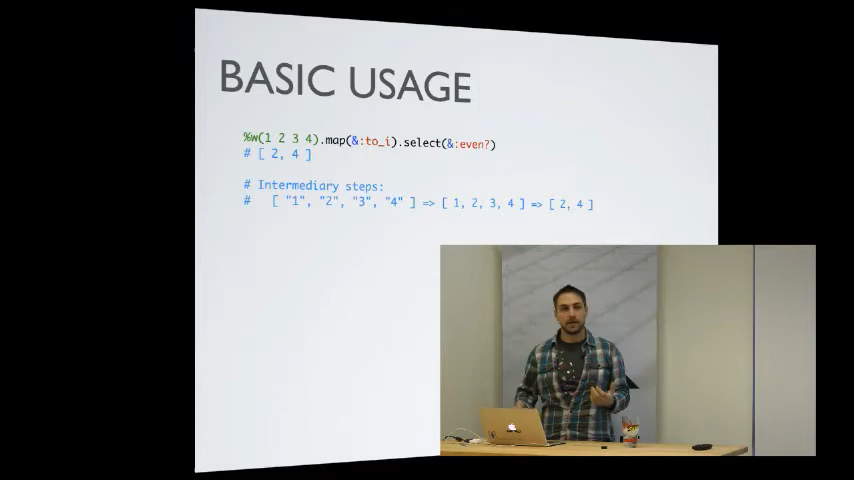 BASIC USAGE
%w(1 2 3 4).map(&:to_i).select(&:even?)
# [ 2, 4 ]
# Intermediary steps:
#   [ "1", "2", "3", "4" ] => [ 1, 2, 3, 4 ] => [ 2, 4 ]